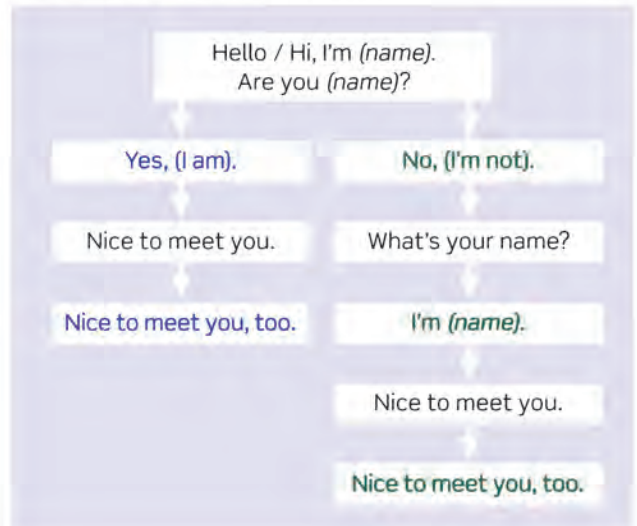 Hello / Hi, I'm (name).
Are you (name)?
Yes, (I am).
No, (I'm not).
Nice to meet you.
What's your name?
Nice to meet you, too.
I'm (name).
Nice to meet you.
Nice to meet you, too.